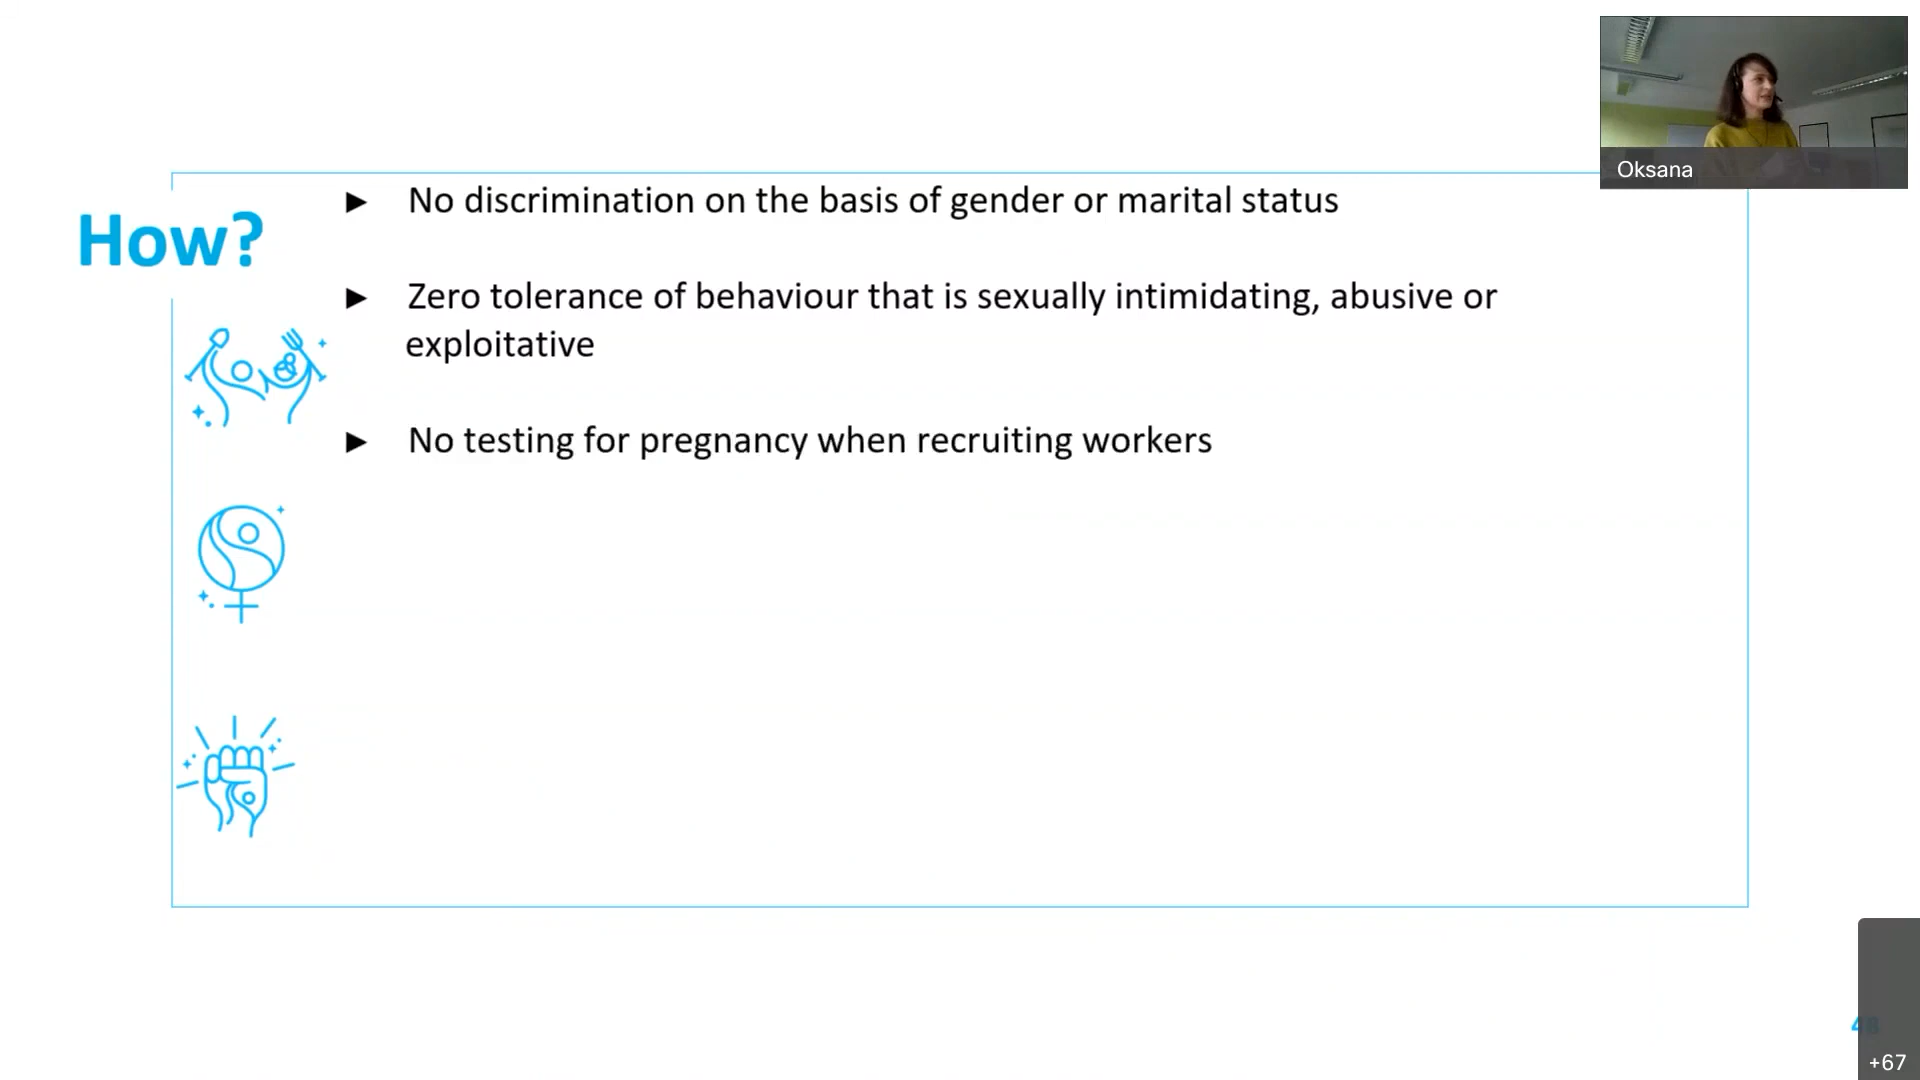 Oksana
How?
► No discrimination on the basis of gender or marital status
► Zero tolerance of behaviour that is sexually intimidating, abusive or
exploitative
► No testing for pregnancy when recruiting workers
+67